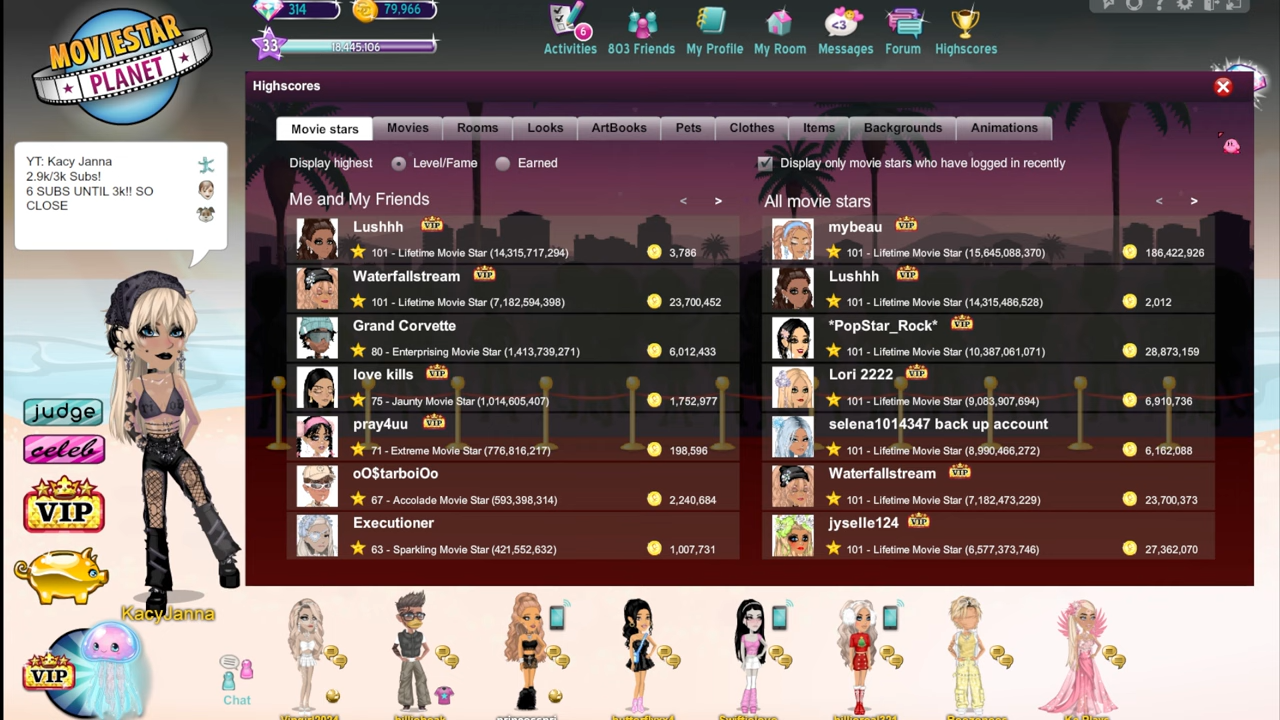 314
79,966
33
18,445,106
MOVIESTAR
PLANET
6
<3
Activities
803 Friends
My Profile
My Room
Messages
Forum
Highscores
Highscores
Movie stars
Movies
Rooms
Looks
ArtBooks
Pets
Clothes
Items
Backgrounds
Animations
Display highest
Level/Fame
Earned
Display only movie stars who have logged in recently
YT: Kacy Janna
2.9k/3k Subs!
6 SUBS UNTIL 3k!! SO
CLOSE
Me and My Friends
< >
Lushhh VIP
101 - Lifetime Movie Star (14,315,717,294) 3,786
Waterfallstream VIP
101 - Lifetime Movie Star (7,182,594,398) 23,700,452
Grand Corvette
80 - Enterprising Movie Star (1,413,739,271) 6,012,433
love kills VIP
75 - Jaunty Movie Star (1,014,605,407) 1,752,977
pray4uu VIP
71 - Extreme Movie Star (776,816,217) 198,596
oO$tarboiOo
67 - Accolade Movie Star (593,398,314) 2,240,684
Executioner
63 - Sparkling Movie Star (421,552,632) 1,007,731
All movie stars
< >
mybeau VIP
101 - Lifetime Movie Star (15,645,088,370) 186,422,926
Lushhh VIP
101 - Lifetime Movie Star (14,315,486,528) 2,012
*PopStar_Rock* VIP
101 - Lifetime Movie Star (10,387,061,071) 28,873,159
Lori 2222 VIP
101 - Lifetime Movie Star (9,083,907,694) 6,910,736
selena1014347 back up account
101 - Lifetime Movie Star (8,990,466,272) 6,162,088
Waterfallstream VIP
101 - Lifetime Movie Star (7,182,473,229) 23,700,373
jyselle124 VIP
101 - Lifetime Movie Star (6,577,373,746) 27,362,070
judge
celeb
VIP
KacyJanna
VIP
Chat